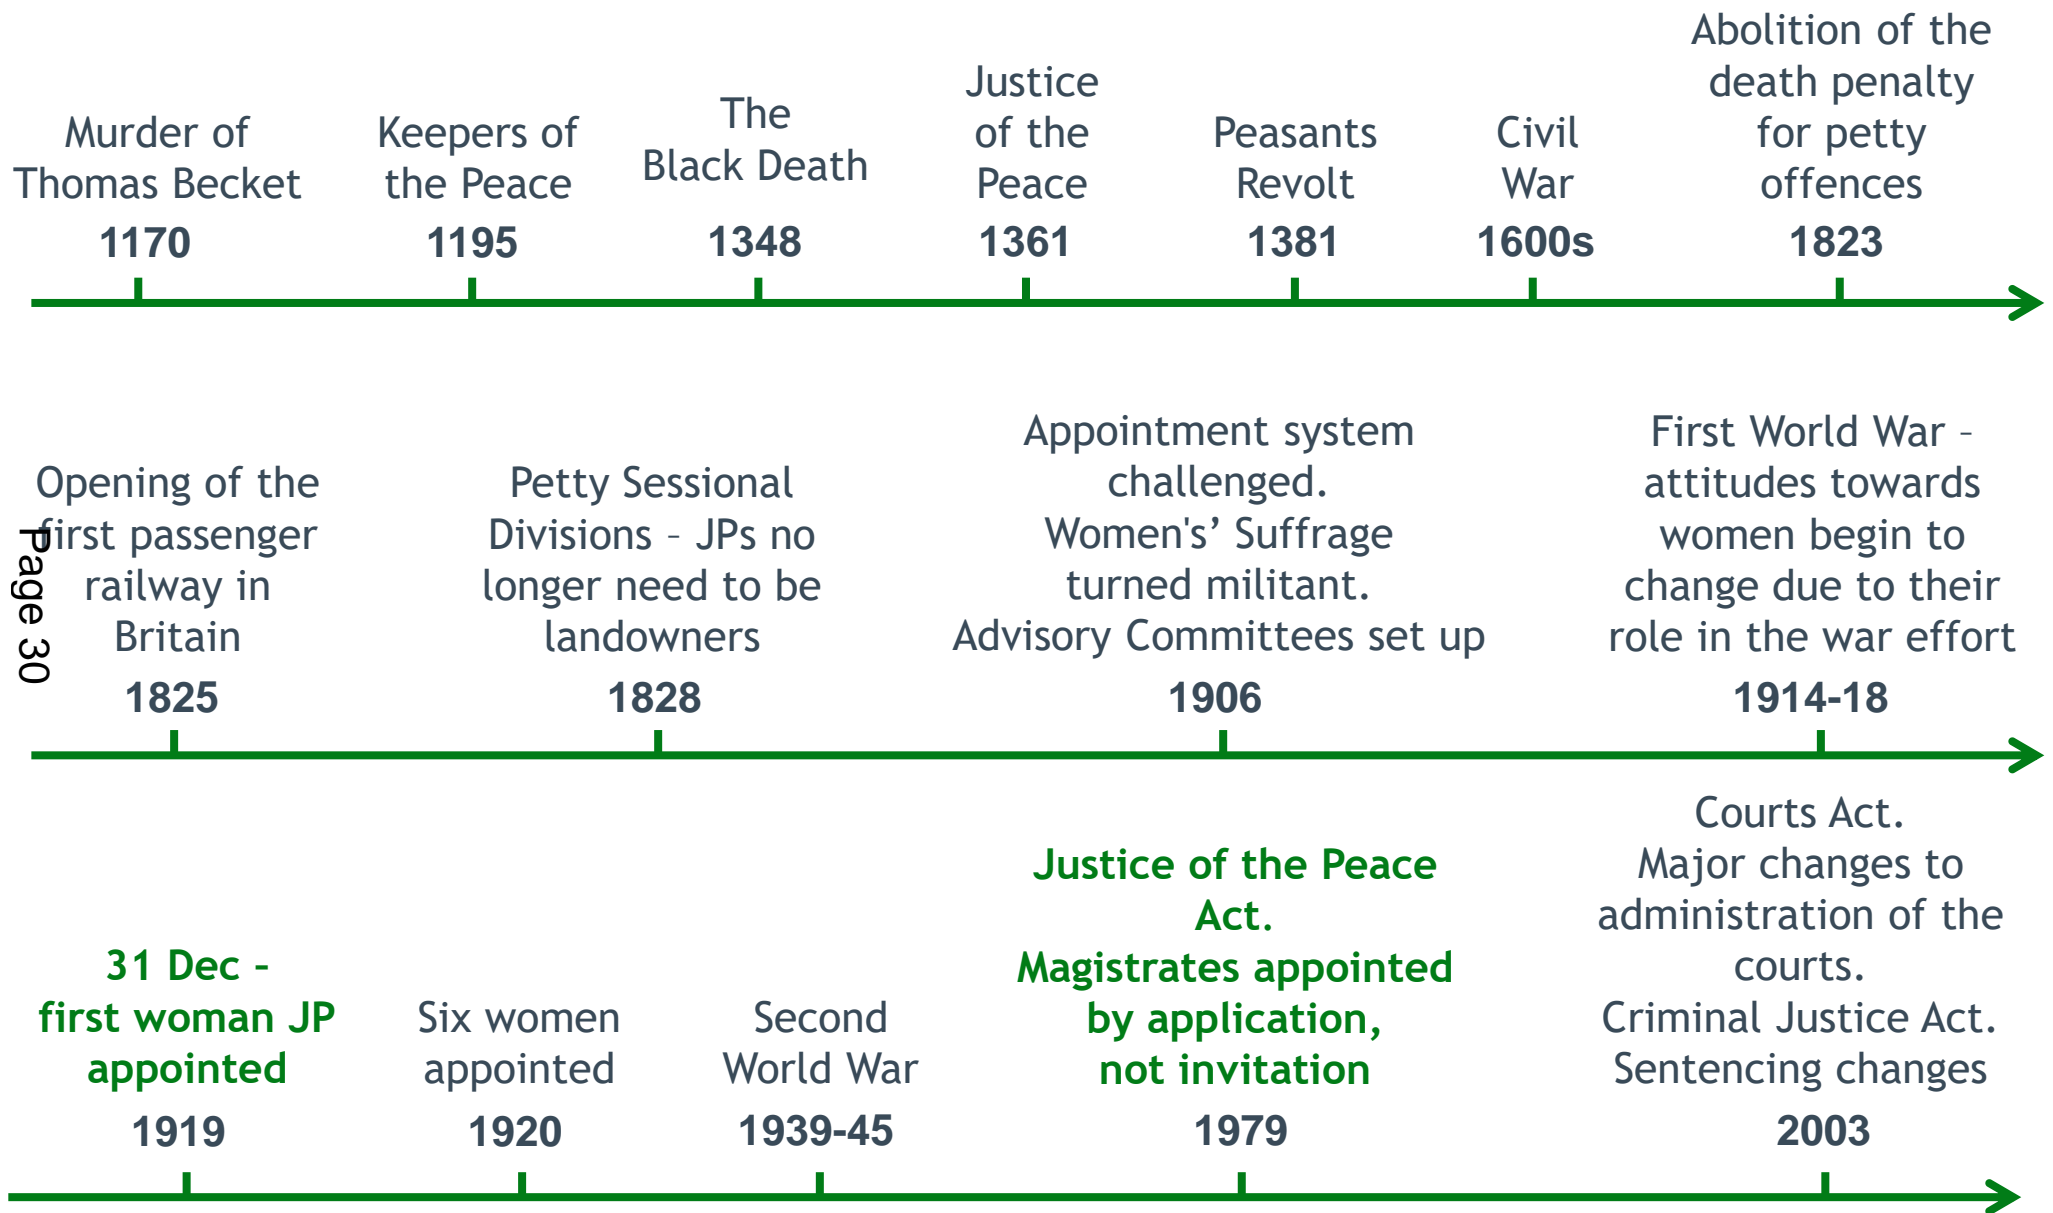 Murder of
Thomas Becket
1170
Keepers of
the Peace
1195
The
Black Death
1348
Justice
of the
Peace
1361
Peasants
Revolt
1381
Civil
War
1600s
Abolition of the
death penalty
for petty
offences
1823
Opening of the
first passenger
railway in
Britain
1825
Petty Sessional
Divisions – JPs no
longer need to be
landowners
1828
Appointment system
challenged.
Women's’ Suffrage
turned militant.
Advisory Committees set up
1906
First World War –
attitudes towards
women begin to
change due to their
role in the war effort
1914-18
Page 30
31 Dec –
first woman JP
appointed
1919
Six women
appointed
1920
Second
World War
1939-45
Justice of the Peace
Act.
Magistrates appointed
by application,
not invitation
1979
Courts Act.
Major changes to
administration of the
courts.
Criminal Justice Act.
Sentencing changes
2003